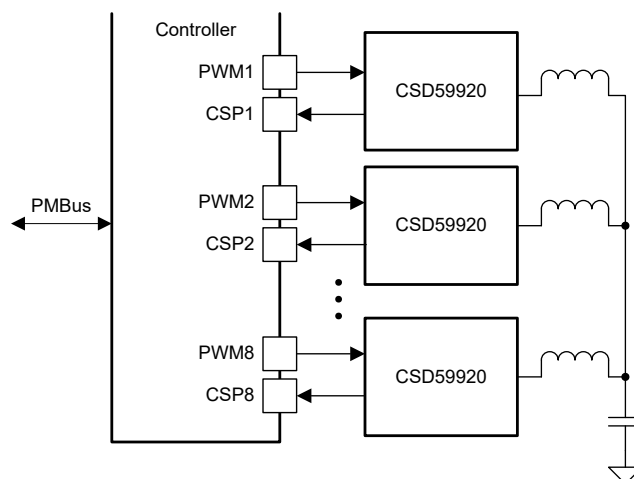 Controller
PWM1
CSD59920
CSP1
PWM2
PMBus
CSD59920
CSP2
PWM8
CSD59920
CSP8